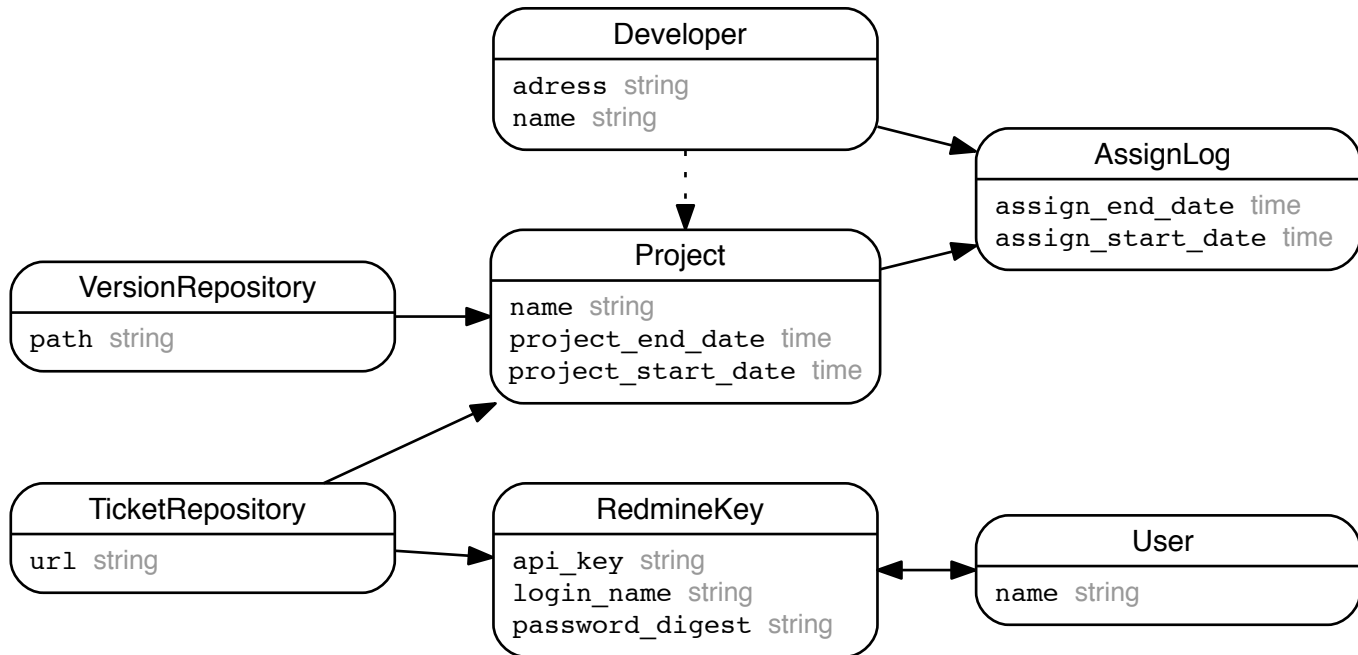 Developer
adress string
name string
AssignLog
assign_end_date time
assign_start_date time
Project
name string
project_end_date time
project_start_date time
VersionRepository
path string
TicketRepository
url string
RedmineKey
api_key string
login_name string
password_digest string
User
name string